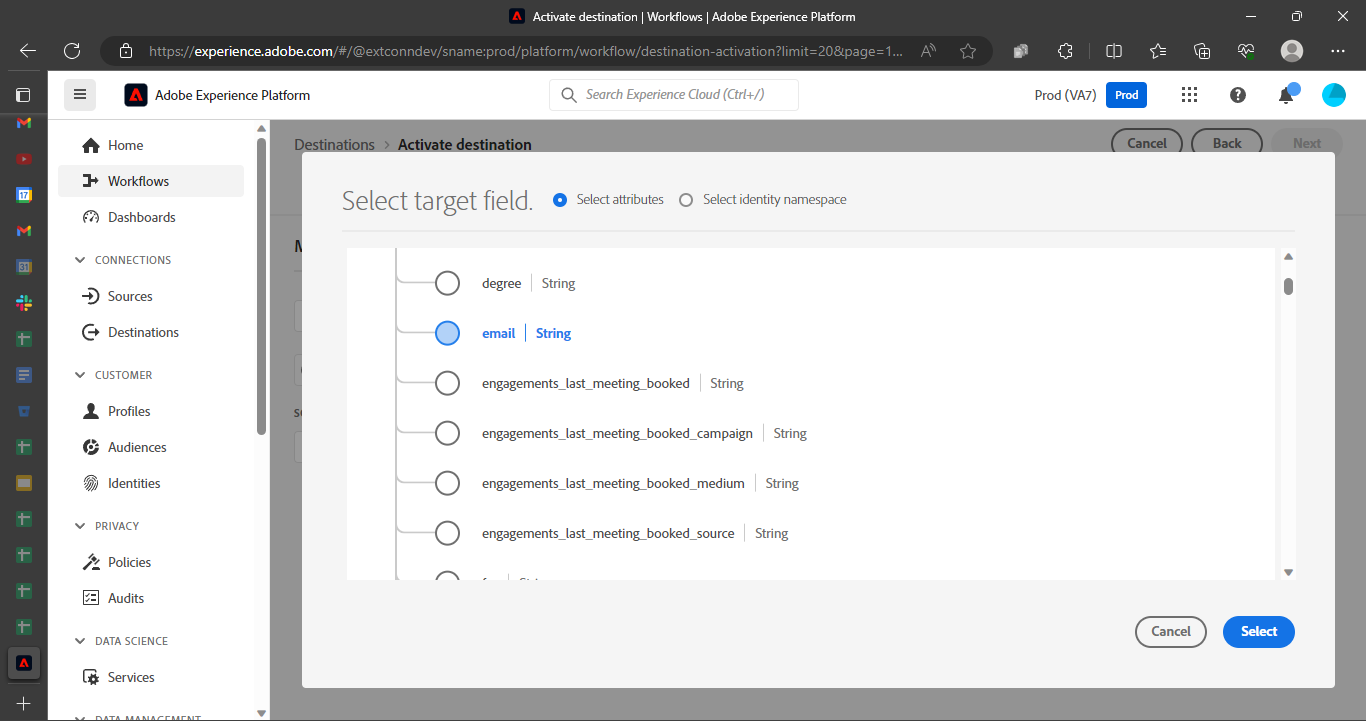 Activate destination | Workflows | Adobe Experience Platform
https://experience.adobe.com/#/@extconndev/sname:prod/platform/workflow/destination-activation?limit=20&page=1...
Adobe Experience Platform
Search Experience Cloud (Ctrl+/)
Prod (VA7)
Prod
Home
Workflows
Dashboards
CONNECTIONS
Sources
Destinations
CUSTOMER
Profiles
Audiences
Identities
PRIVACY
Policies
Audits
DATA SCIENCE
Services
DATA MANAGEMENT
17
31
Destinations > Activate destination
Cancel
Back
Next
Select target field.
Select attributes
Select identity namespace
degree | String
email | String
engagements_last_meeting_booked | String
engagements_last_meeting_booked_campaign | String
engagements_last_meeting_booked_medium | String
engagements_last_meeting_booked_source | String
Cancel
Select